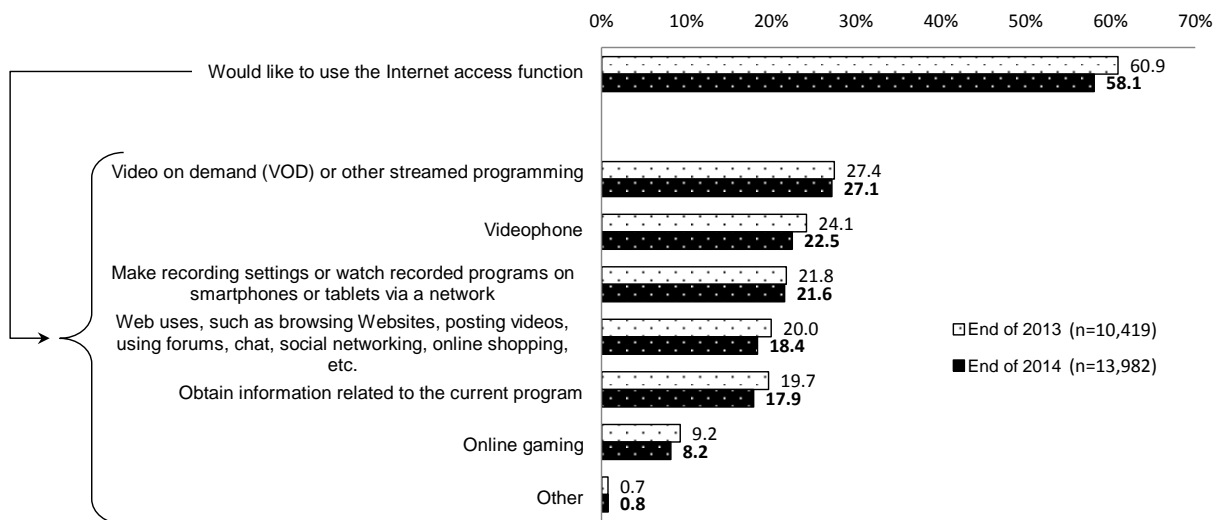 0% 10% 20% 30% 40% 50% 60% 70%
Would like to use the Internet access function
60.9
58.1
Video on demand (VOD) or other streamed programming
27.4
27.1
Videophone
24.1
22.5
Make recording settings or watch recorded programs on
smartphones or tablets via a network
21.8
21.6
Web uses, such as browsing Websites, posting videos,
using forums, chat, social networking, online shopping,
etc.
20.0
18.4
Obtain information related to the current program
19.7
17.9
Online gaming
9.2
8.2
Other
0.7
0.8
End of 2013 (n=10,419)
End of 2014 (n=13,982)